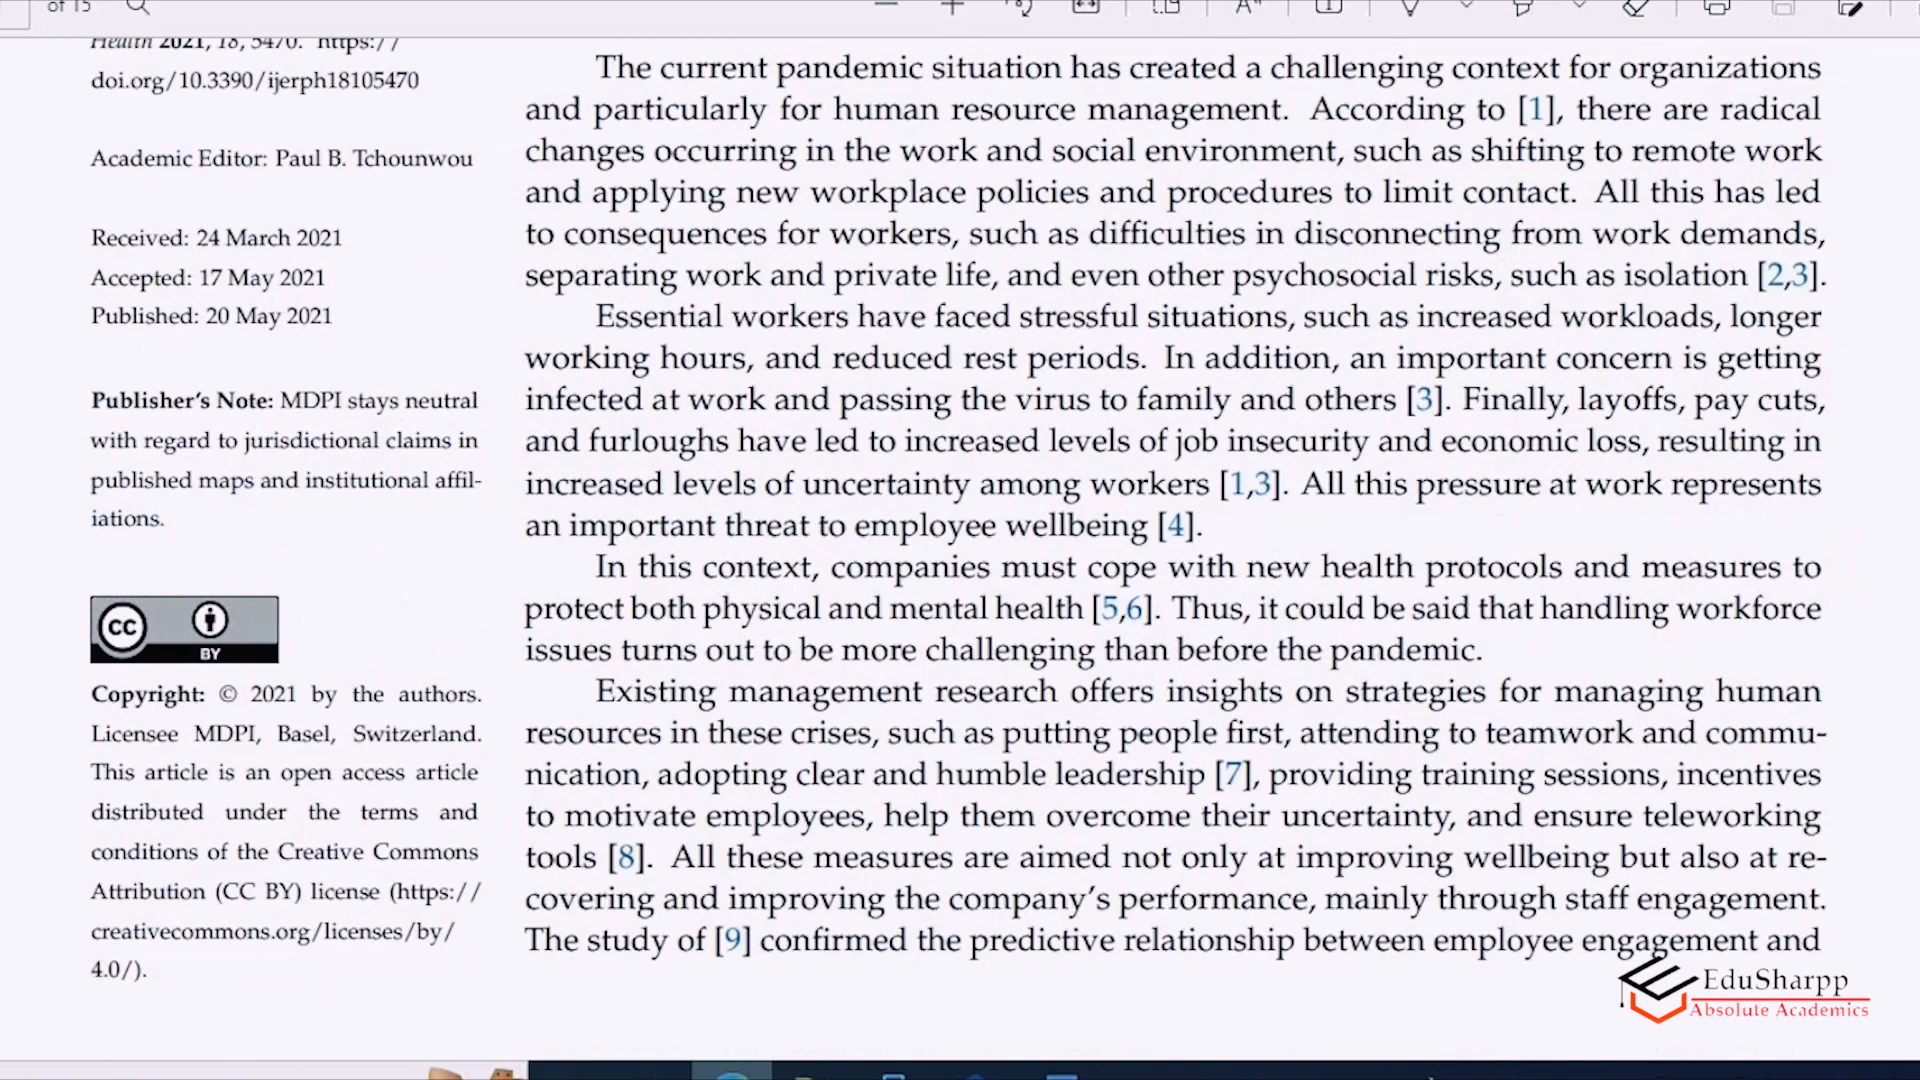 of 15
Health 2021, 18, 5470. https://
doi.org/10.3390/ijerph18105470
Academic Editor: Paul B. Tchounwou
Received: 24 March 2021
Accepted: 17 May 2021
Published: 20 May 2021
Publisher's Note: MDPI stays neutral
with regard to jurisdictional claims in
published maps and institutional affil-
iations.
CC BY
Copyright: © 2021 by the authors.
Licensee MDPI, Basel, Switzerland.
This article is an open access article
distributed under the terms and
conditions of the Creative Commons
Attribution (CC BY) license (https://
creativecommons.org/licenses/by/
4.0/).
The current pandemic situation has created a challenging context for organizations
and particularly for human resource management. According to [1], there are radical
changes occurring in the work and social environment, such as shifting to remote work
and applying new workplace policies and procedures to limit contact. All this has led
to consequences for workers, such as difficulties in disconnecting from work demands,
separating work and private life, and even other psychosocial risks, such as isolation [2,3].
Essential workers have faced stressful situations, such as increased workloads, longer
working hours, and reduced rest periods. In addition, an important concern is getting
infected at work and passing the virus to family and others [3]. Finally, layoffs, pay cuts,
and furloughs have led to increased levels of job insecurity and economic loss, resulting in
increased levels of uncertainty among workers [1,3]. All this pressure at work represents
an important threat to employee wellbeing [4].
In this context, companies must cope with new health protocols and measures to
protect both physical and mental health [5,6]. Thus, it could be said that handling workforce
issues turns out to be more challenging than before the pandemic.
Existing management research offers insights on strategies for managing human
resources in these crises, such as putting people first, attending to teamwork and commu-
nication, adopting clear and humble leadership [7], providing training sessions, incentives
to motivate employees, help them overcome their uncertainty, and ensure teleworking
tools [8]. All these measures are aimed not only at improving wellbeing but also at re-
covering and improving the company's performance, mainly through staff engagement.
The study of [9] confirmed the predictive relationship between employee engagement and
EduSharpp
Absolute Academics